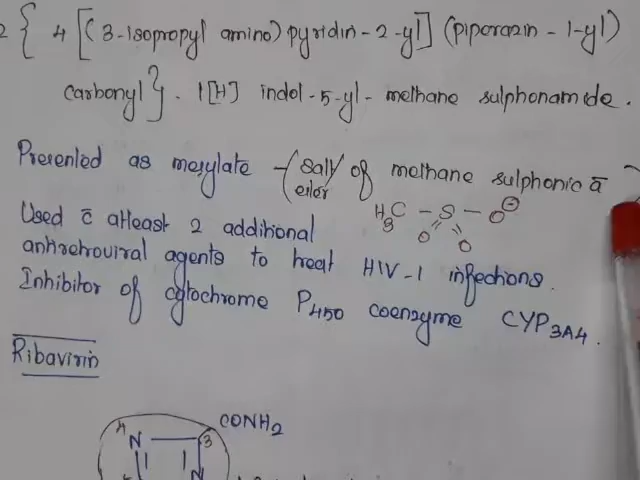 2 { 4 [(3-Isopropyl amino) pyridin-2-yl] (piperazin-1-yl)
carbonyl}. 1[H] indol-5-yl-methane sulphonamide.
Presented as mesylate - (salt/ester of methane sulphonic ā
H₃C - S - O⊖
O O
Used c̄ atleast 2 additional
antiretroviral agents to treat HIV-1 infections.
Inhibitor of cytochrome P450 coenzyme CYP3A4.
Ribavirin
CONH₂
4 N 3
N